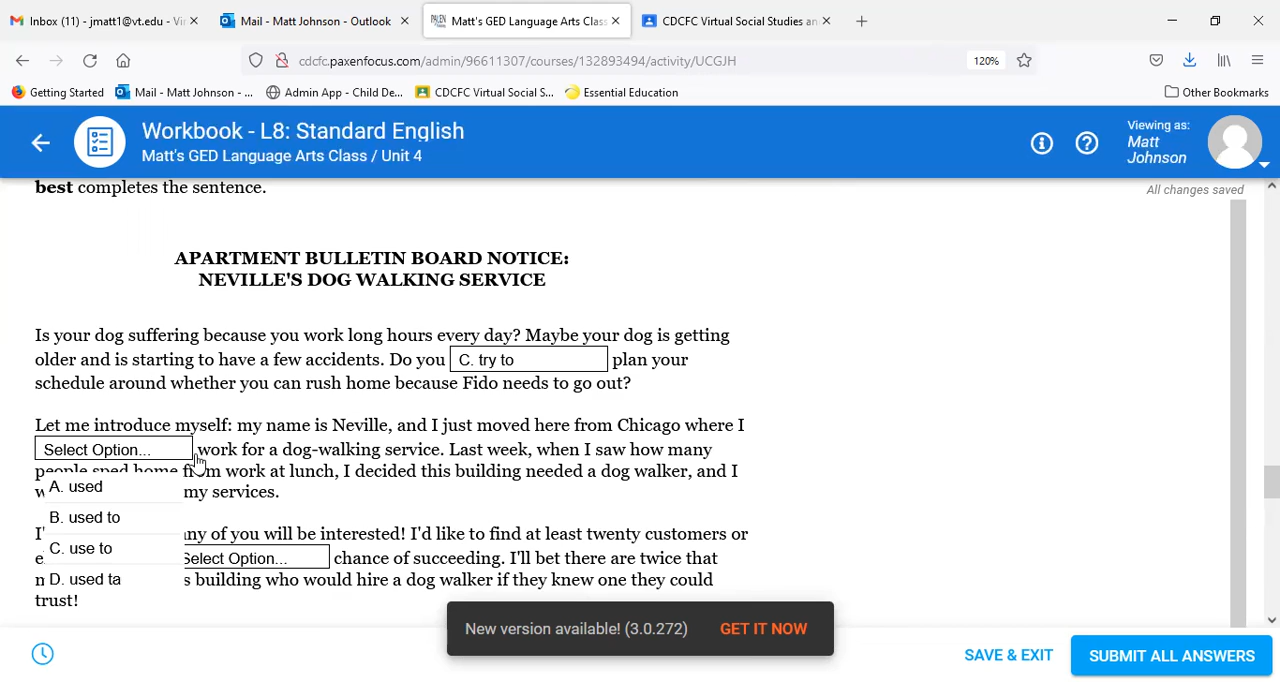 Inbox (11) - jmatt1@vt.edu - Vir
Mail - Matt Johnson - Outlook
Matt's GED Language Arts Clas
CDCFC Virtual Social Studies an
cdcfc.paxenfocus.com/admin/96611307/courses/132893494/activity/UCGJH
120%
Getting Started
Mail - Matt Johnson - ...
Admin App - Child De...
CDCFC Virtual Social S...
Essential Education
Other Bookmarks
Workbook - L8: Standard English
Matt's GED Language Arts Class / Unit 4
Viewing as:
Matt
Johnson
best completes the sentence.
All changes saved
APARTMENT BULLETIN BOARD NOTICE:
NEVILLE'S DOG WALKING SERVICE
Is your dog suffering because you work long hours every day? Maybe your dog is getting
older and is starting to have a few accidents. Do you C. try to plan your
schedule around whether you can rush home because Fido needs to go out?
Let me introduce myself: my name is Neville, and I just moved here from Chicago where I
Select Option... work for a dog-walking service. Last week, when I saw how many
people sped home from work at lunch, I decided this building needed a dog walker, and I
my services.
A. used
B. used to
C. use to
D. used ta
any of you will be interested! I'd like to find at least twenty customers or
Select Option... chance of succeeding. I'll bet there are twice that
s building who would hire a dog walker if they knew one they could
trust!
New version available! (3.0.272) GET IT NOW
SAVE & EXIT
SUBMIT ALL ANSWERS